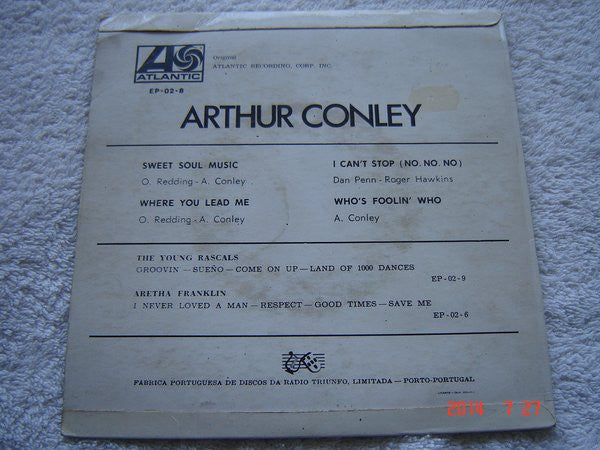 Original
ATLANTIC RECORDING, CORP. INC.
ATLANTIC
EP-02-8
ARTHUR CONLEY
SWEET SOUL MUSIC
O. Redding - A. Conley
WHERE YOU LEAD ME
O. Redding - A. Conley
I CAN'T STOP (NO. NO. NO)
Dan Penn - Roger Hawkins
WHO'S FOOLIN' WHO
A. Conley
THE YOUNG RASCALS
GROOVIN — SUEÑO — COME ON UP — LAND OF 1000 DANCES
EP-02-9
ARETHA FRANKLIN
I NEVER LOVED A MAN — RESPECT — GOOD TIMES — SAVE ME
EP-02-6
FÁBRICA PORTUGUESA DE DISCOS DA RÁDIO TRIUNFO, LIMITADA — PORTO-PORTUGAL
2014 7 27